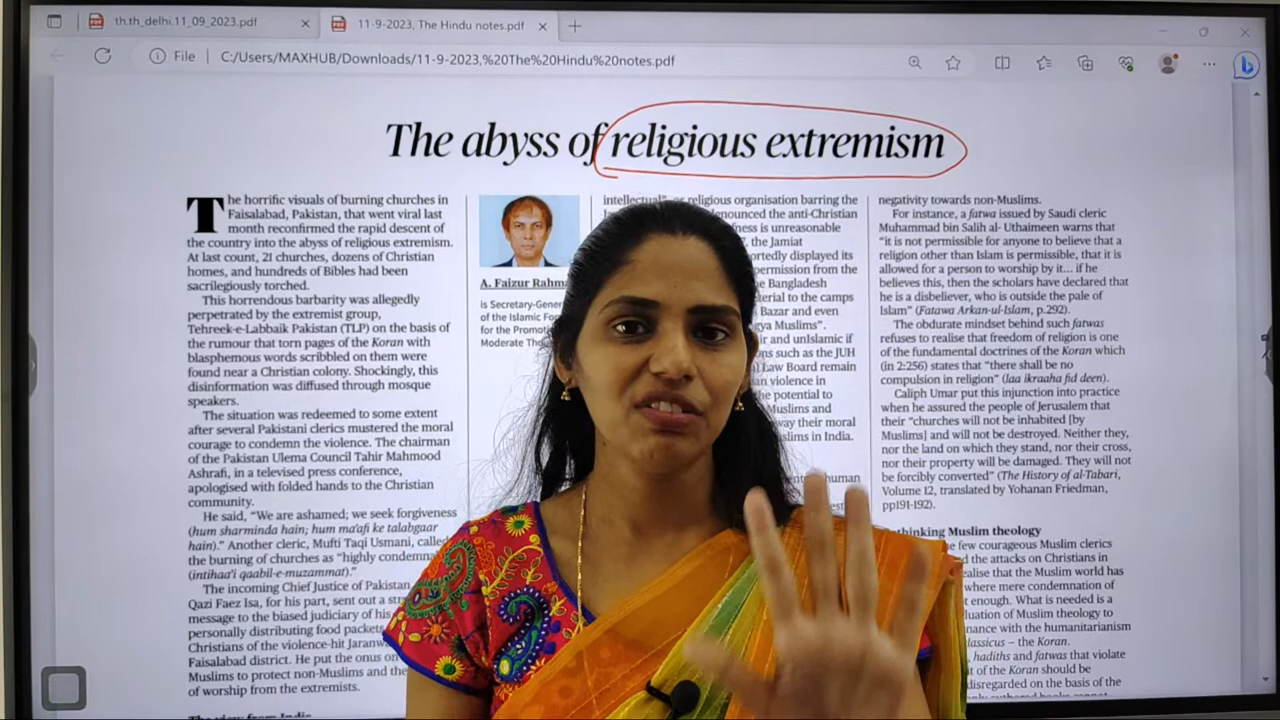 th.th_delhi.11_09_2023.pdf
11-9-2023, The Hindu notes.pdf
File
C:/Users/MAXHUB/Downloads/11-9-2023,%20The%20Hindu%20notes.pdf
The abyss of religious extremism
The horrific visuals of burning churches in
Faisalabad, Pakistan, that went viral last
month reconfirmed the rapid descent of
the country into the abyss of religious extremism.
At last count, 21 churches, dozens of Christian
homes, and hundreds of Bibles had been
sacrilegiously torched.
This horrendous barbarity was allegedly
perpetrated by the extremist group,
Tehreek-e-Labbaik Pakistan (TLP) on the basis of
the rumour that torn pages of the Koran with
blasphemous words scribbled on them were
found near a Christian colony. Shockingly, this
disinformation was diffused through mosque
speakers.
The situation was redeemed to some extent
after several Pakistani clerics mustered the moral
courage to condemn the violence. The chairman
of the Pakistan Ulema Council Tahir Mahmood
Ashrafi, in a televised press conference,
apologised with folded hands to the Christian
community.
He said, “We are ashamed; we seek forgiveness
(hum sharminda hain; hum ma'afi ke talabgaar
hain).” Another cleric, Mufti Taqi Usmani, called
the burning of churches as “highly
(intihaa'i qaabil-e-muzammat).”
The incoming Chief Justice of Pakistan
Qazi Faez Isa, for his part, sent out a
message to the biased judiciary of his
personally distributing food packets
Christians of the violence-hit
Faisalabad district. He put the onus on
Muslims to protect non-Muslims and
of worship from the extremists.
The view from India
A. Faizur
is
of the Islamic
for the
Moderate
intellectual” or religious organisation barring the
denounced the anti-Christian
is unreasonable
the Jamiat
displayed its
permission from the
Bangladesh
to the camps
Bazar and even
Muslims”.
and unIslamic if
such as the JUH
Law Board remain
violence in
the potential to
Muslims and
their moral
in India.
human
negativity towards non-Muslims.
For instance, a fatwa issued by Saudi cleric
Muhammad bin Salih al- Uthaimeen warns that
“it is not permissible for anyone to believe that a
religion other than Islam is permissible, that it is
allowed for a person to worship by it... if he
believes this, then the scholars have declared that
he is a disbeliever, who is outside the pale of
Islam” (Fatawa Arkan-ul-Islam, p.292).
The obdurate mindset behind such fatwas
refuses to realise that freedom of religion is one
of the fundamental doctrines of the Koran which
(in 2:256) states that “there shall be no
compulsion in religion” (laa ikraaha fid deen).
Caliph Umar put this injunction into practice
when he assured the people of Jerusalem that
their “churches will not be inhabited [by
Muslims] and will not be destroyed. Neither they,
nor the land on which they stand, nor their cross,
nor their property will be damaged. They will not
be forcibly converted” (The History of al-Tabari,
Volume 12, translated by Yohanan Friedman,
pp191-192).
Muslim theology
few courageous Muslim clerics
the attacks on Christians in
that the Muslim world has
where mere condemnation of
enough. What is needed is a
of Muslim theology to
with the humanitarianism
– the Koran.
hadiths and fatwas that violate
of the Koran should be
disregarded on the basis of the